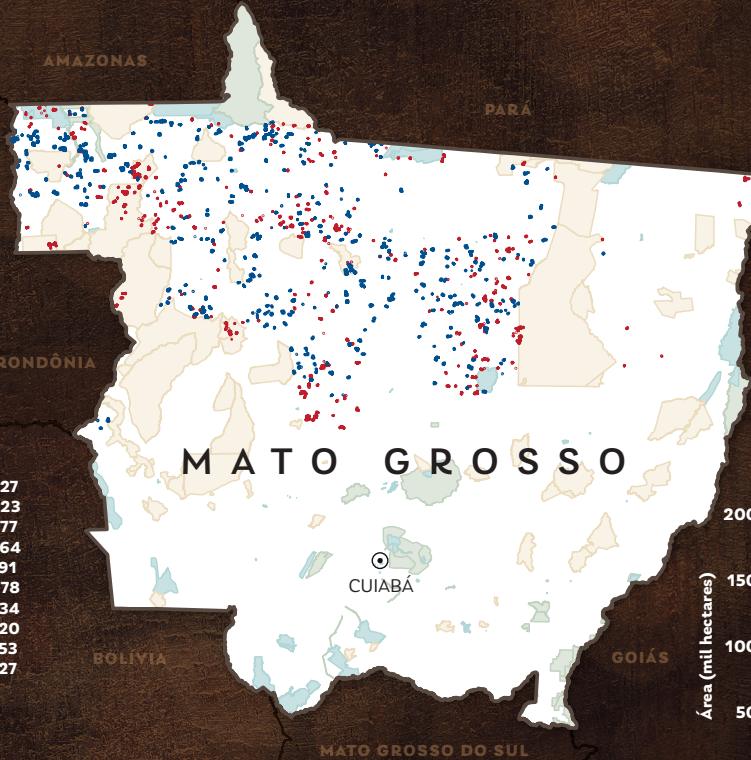 AMAZONAS
PARÁ
RONDÔNIA
MATO GROSSO
27
23
77
64
91
78
34
20
53
27
CUIABÁ
BOLÍVIA
GOIÁS
MATO GROSSO DO SUL
Área (mil hectares)
200
150
100
50